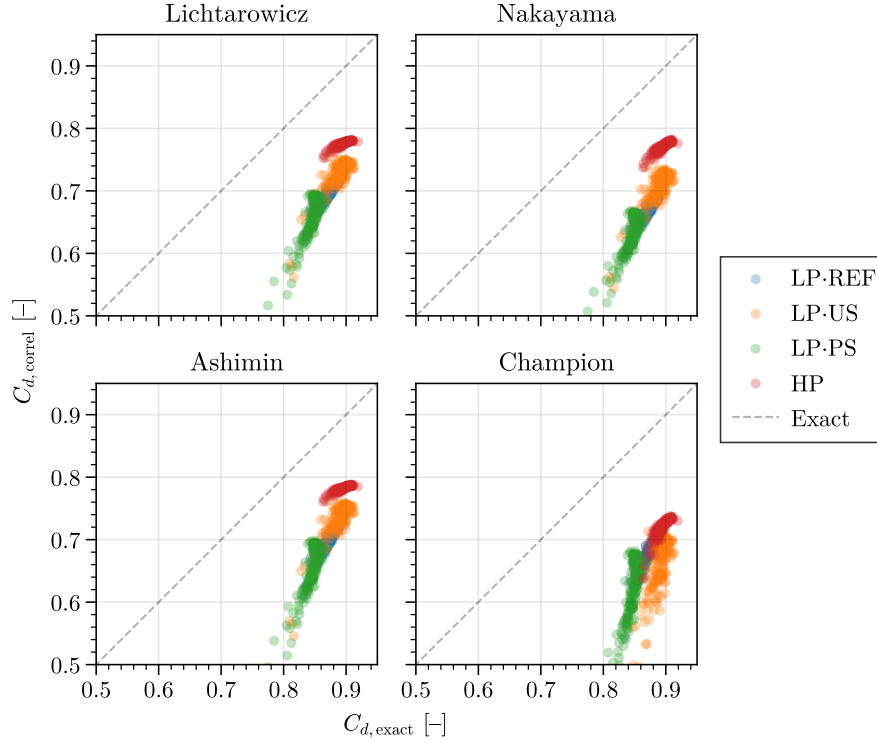 Lichtarowicz
Nakayama
0.9
0.8
0.7
0.6
0.5
C_{d,correl} [–]
Ashimin
Champion
0.9
0.8
0.7
0.6
0.5
0.5 0.6 0.7 0.8 0.9
0.5 0.6 0.7 0.8 0.9
C_{d,exact} [–]
LP·REF
LP·US
LP·PS
HP
Exact